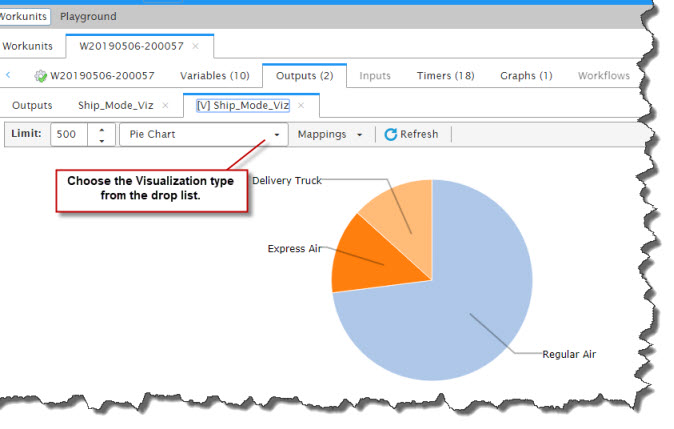 Workunits Playground
Workunits W20190506-200057 ×
W20190506-200057 Variables (10) Outputs (2) Inputs Timers (18) Graphs (1) Workflows
Outputs Ship_Mode_Viz × [V] Ship_Mode_Viz ×
Limit: 500 Pie Chart Mappings Refresh
Choose the Visualization type
from the drop list.
Delivery Truck
Express Air
Regular Air